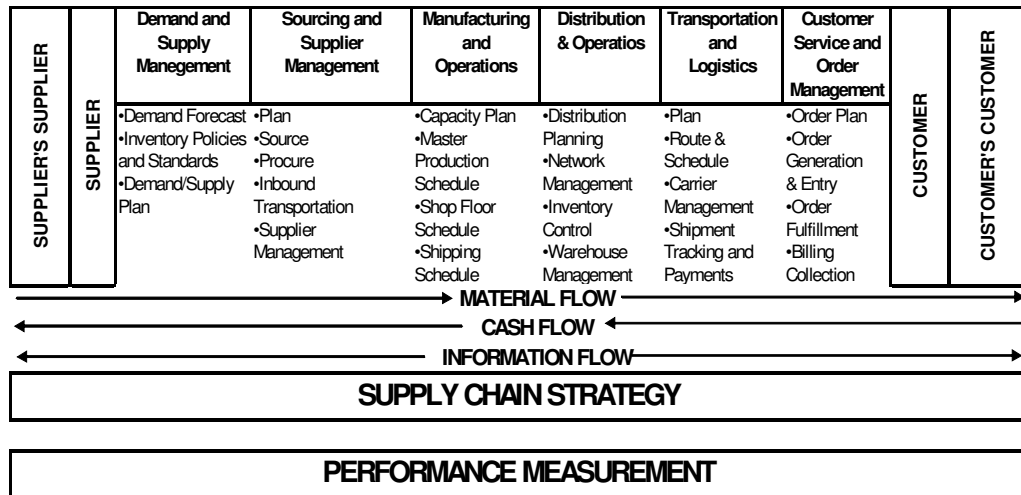 SUPPLIER'S SUPPLIER
SUPPLIER
Demand and
Supply
Manegement
•Demand Forecast
•Inventory Policies
and Standards
•Demand/Supply
Plan
Sourcing and
Supplier
Management
•Plan
•Source
•Procure
•Inbound
Transportation
•Supplier
Management
Manufacturing
and
Operations
•Capacity Plan
•Master
Production
Schedule
•Shop Floor
Schedule
•Shipping
Schedule
Distribution
& Operatios
•Distribution
Planning
•Network
Management
•Inventory
Control
•Warehouse
Management
Transportation
and
Logistics
•Plan
•Route &
Schedule
•Carrier
Management
•Shipment
Tracking and
Payments
Customer
Service and
Order
Management
•Order Plan
•Order
Generation
& Entry
•Order
Fulfillment
•Billing
Collection
CUSTOMER
CUSTOMER'S CUSTOMER
MATERIAL FLOW
CASH FLOW
INFORMATION FLOW
SUPPLY CHAIN STRATEGY
PERFORMANCE MEASUREMENT